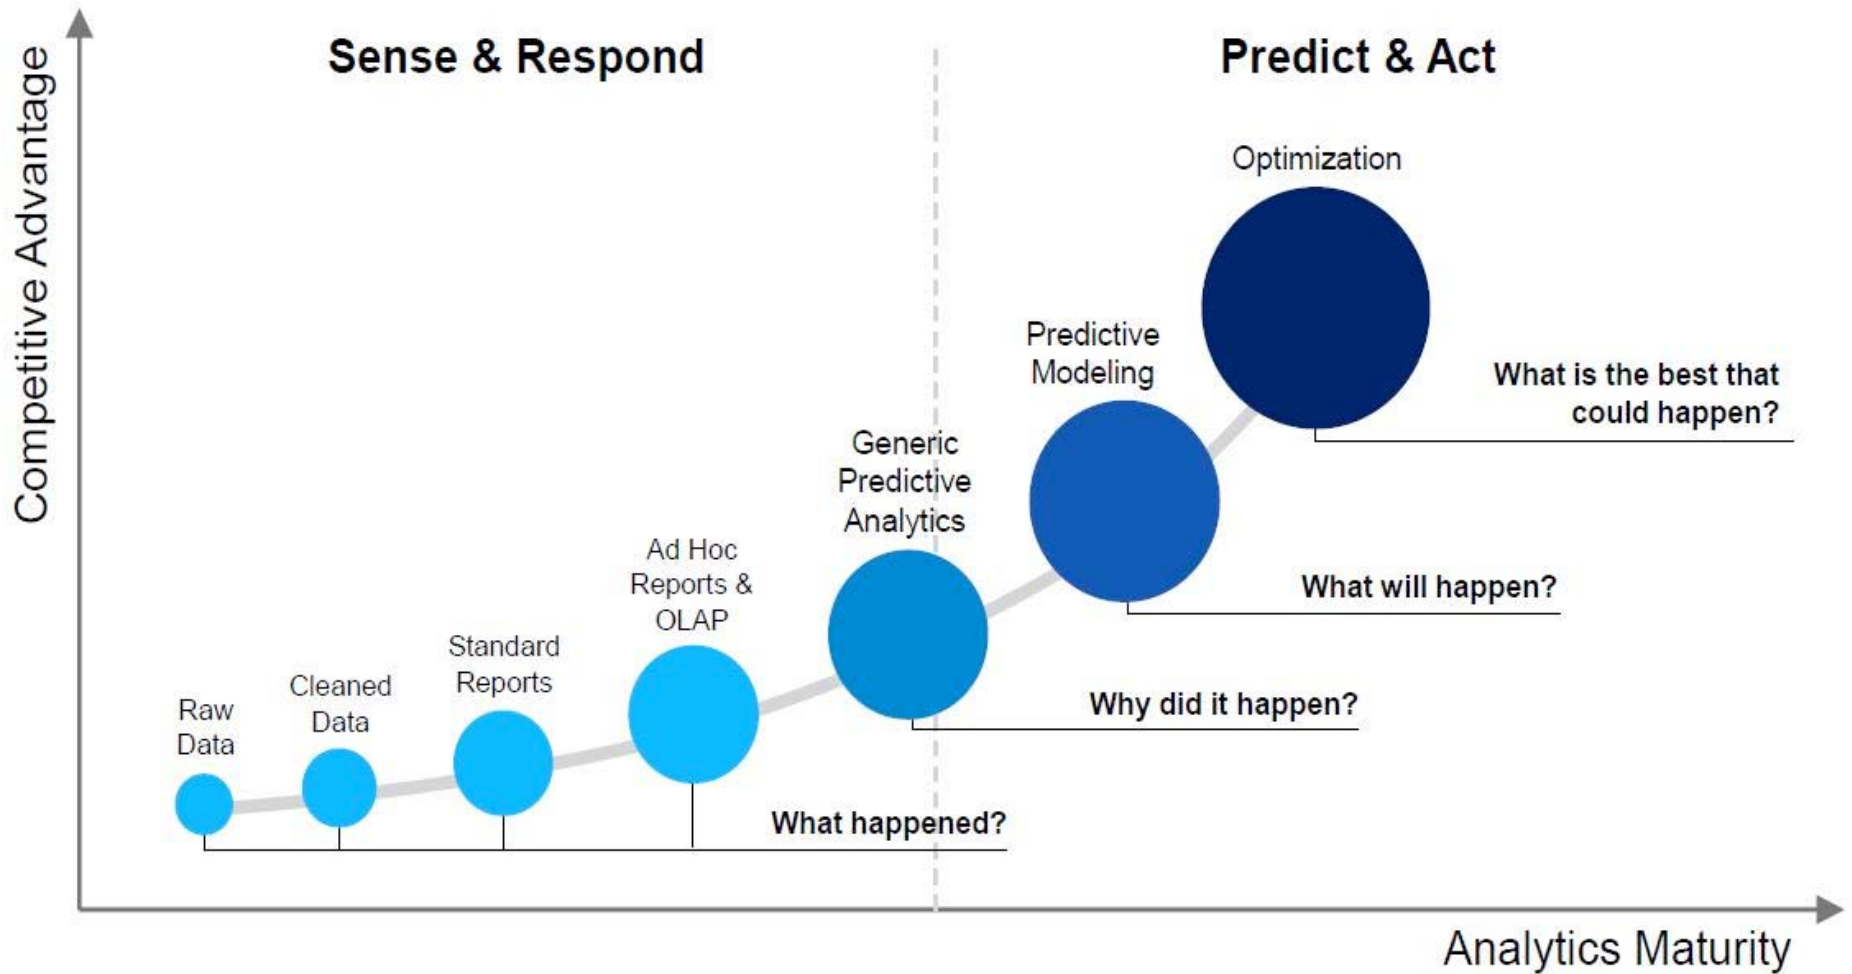 Sense & Respond
Predict & Act
Competitive Advantage
Optimization
Predictive
Modeling
What is the best that
could happen?
Generic
Predictive
Analytics
What will happen?
Ad Hoc
Reports &
OLAP
Why did it happen?
Standard
Reports
Cleaned
Data
Raw
Data
What happened?
Analytics Maturity